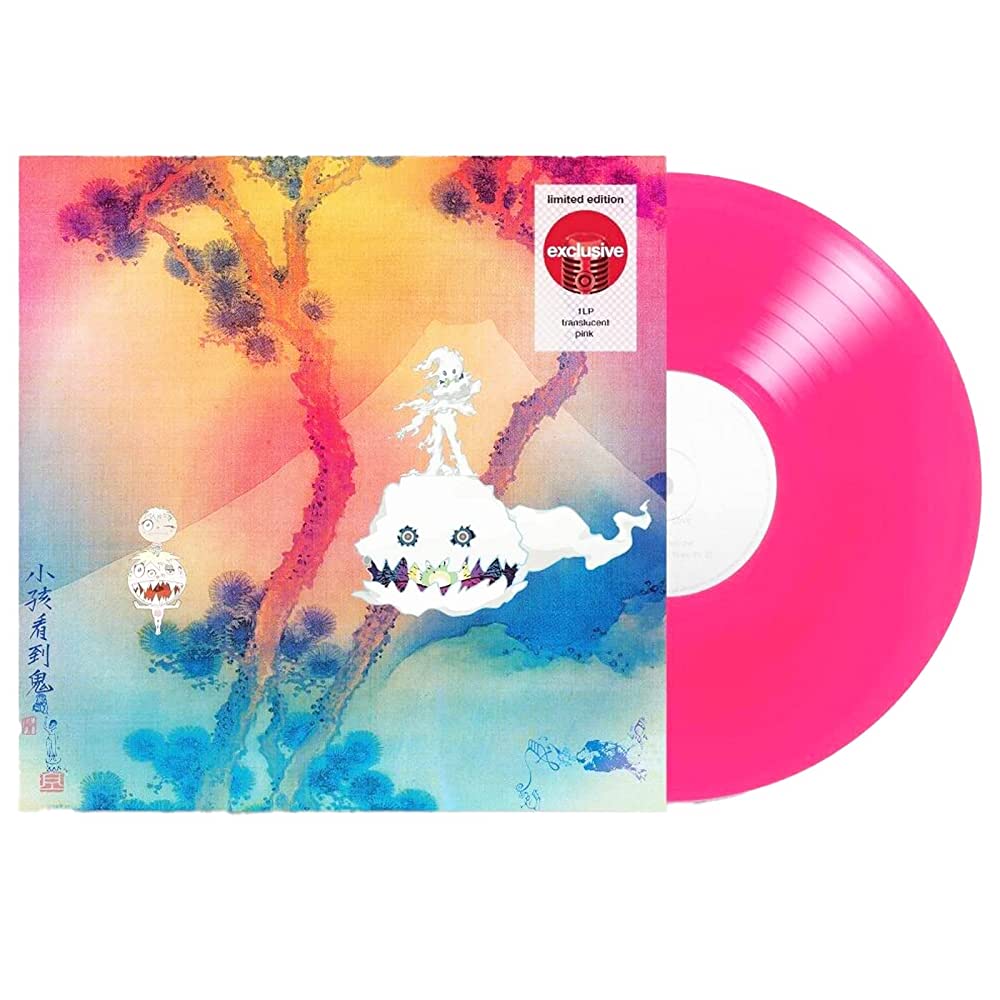 limited edition
exclusive
1LP
translucent
pink
小孩看到鬼